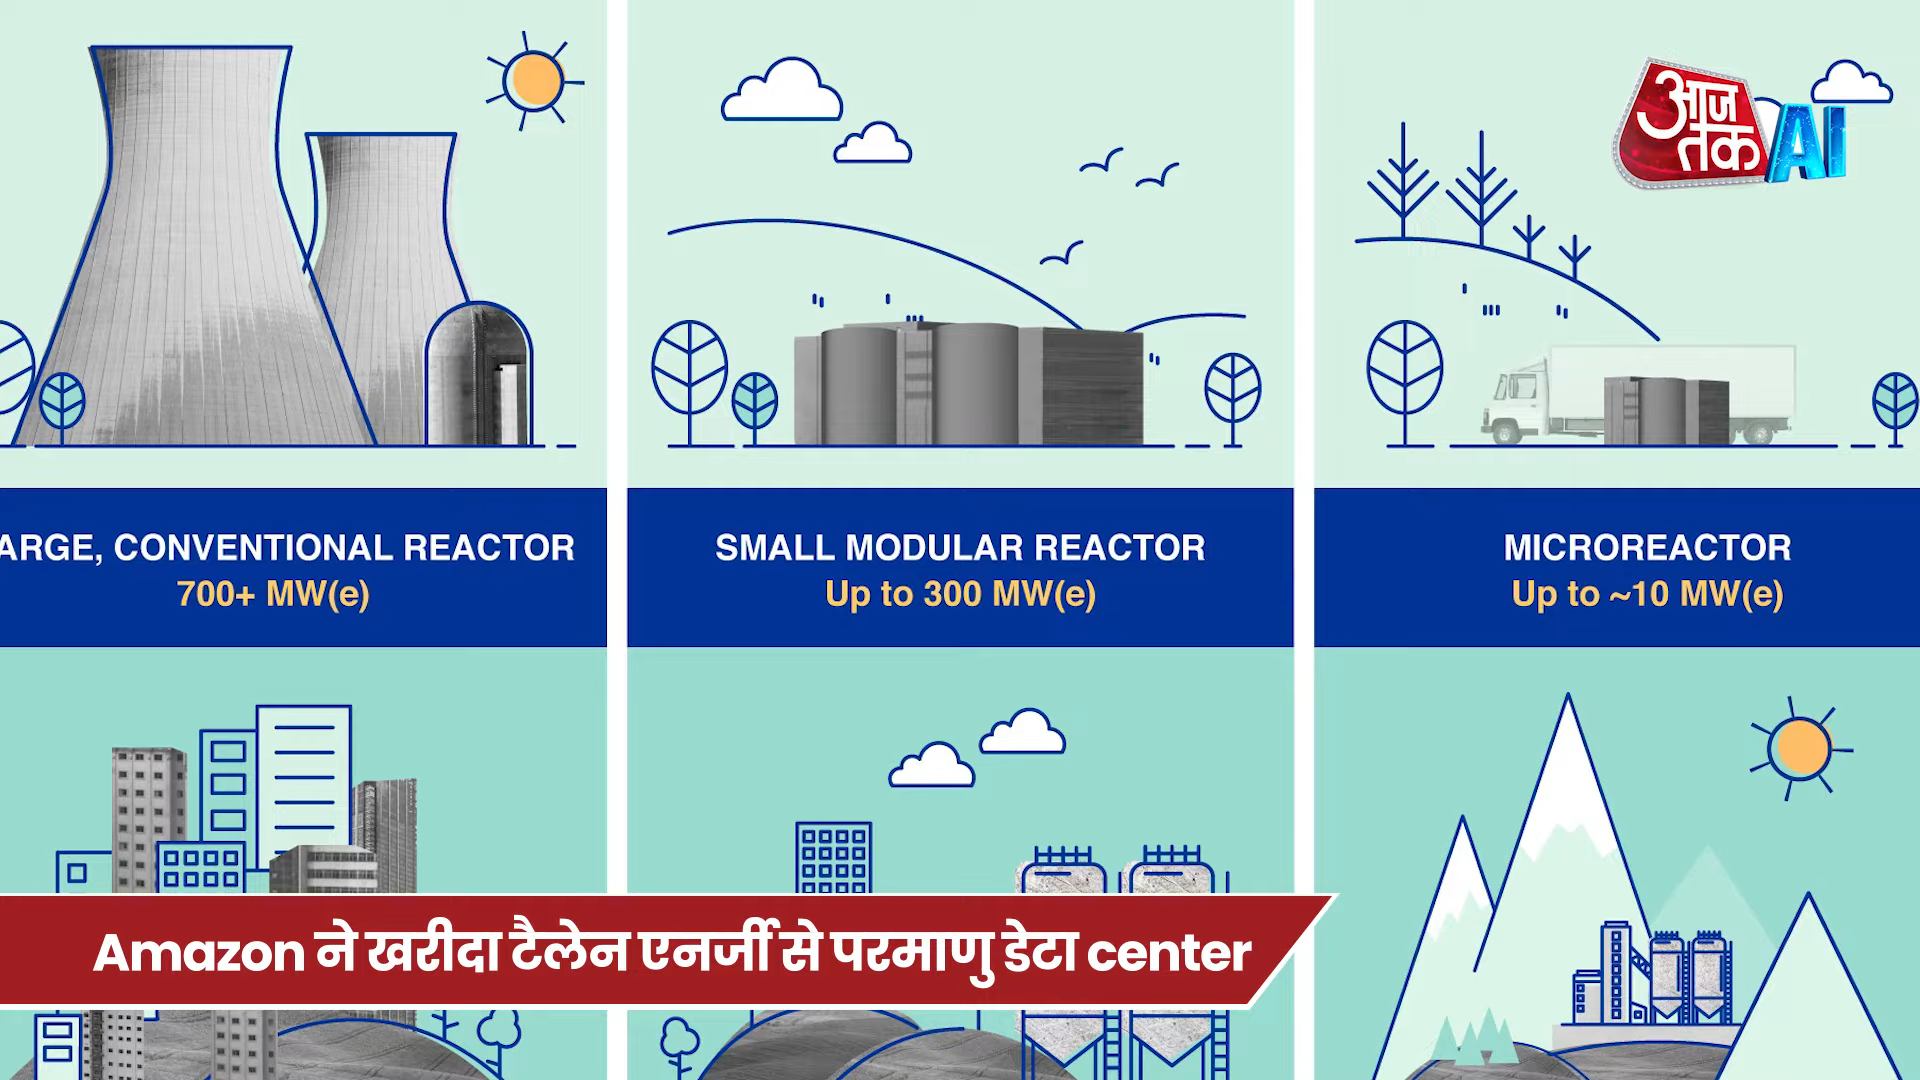 आज
तक
AI
ARGE, CONVENTIONAL REACTOR
700+ MW(e)
SMALL MODULAR REACTOR
Up to 300 MW(e)
MICROREACTOR
Up to ~10 MW(e)
Amazon ने खरीदा टैलेन एनर्जी से परमाणु डेटा center